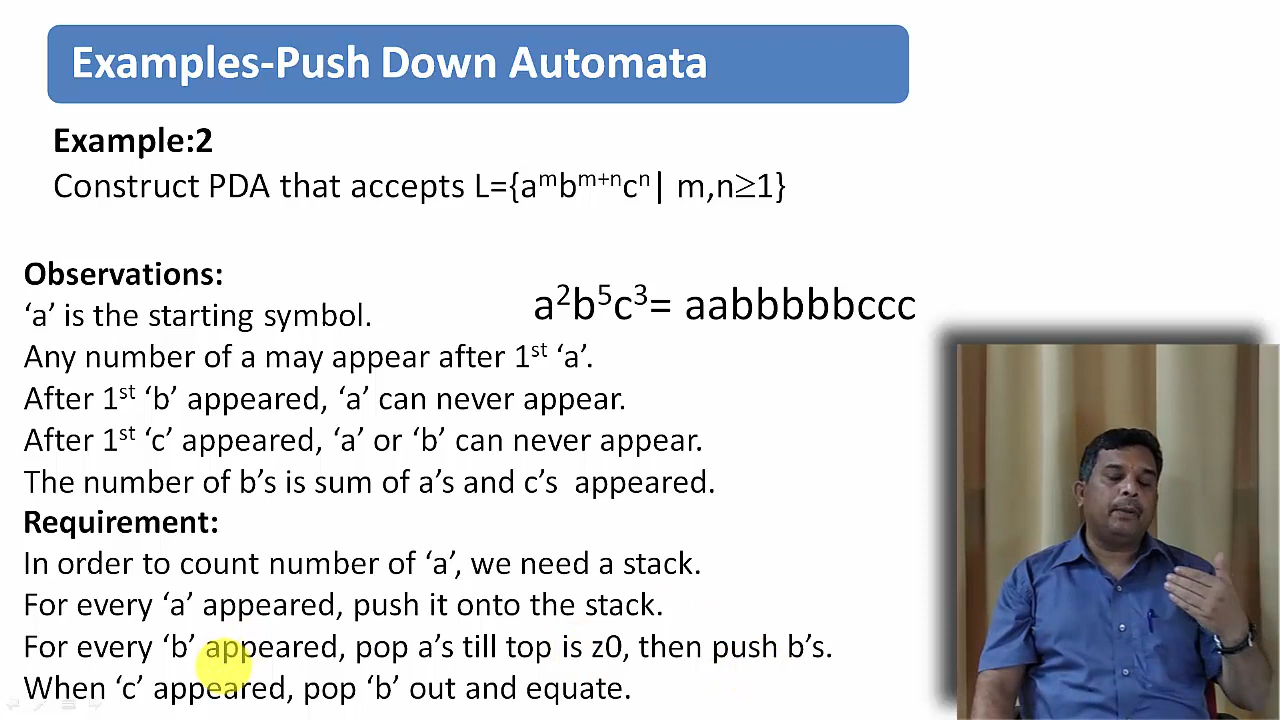 Examples-Push Down Automata
Example:2
Construct PDA that accepts L={aᵐbᵐ⁺ⁿcⁿ| m,n≥1}
Observations:
‘a’ is the starting symbol.
a²b⁵c³= aabbbbbccc
Any number of a may appear after 1ˢᵗ ‘a’.
After 1ˢᵗ ‘b’ appeared, ‘a’ can never appear.
After 1ˢᵗ ‘c’ appeared, ‘a’ or ‘b’ can never appear.
The number of b’s is sum of a’s and c’s appeared.
Requirement:
In order to count number of ‘a’, we need a stack.
For every ‘a’ appeared, push it onto the stack.
For every ‘b’ appeared, pop a’s till top is z0, then push b’s.
When ‘c’ appeared, pop ‘b’ out and equate.